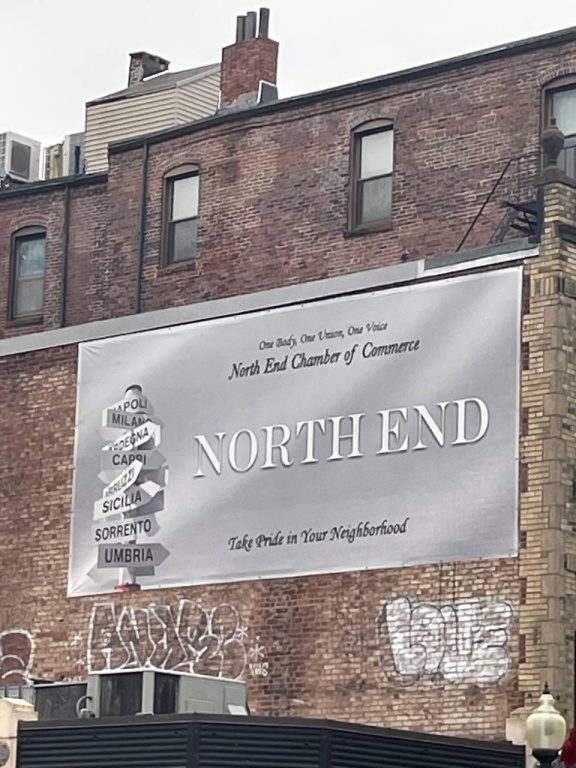 One Body, One Union, One Voice
North End Chamber of Commerce
NORTH END
Take Pride in Your Neighborhood
NAPOLI
MILANO
SARDEGNA
CAPRI
ABRUZZI
SICILIA
SORRENTO
UMBRIA